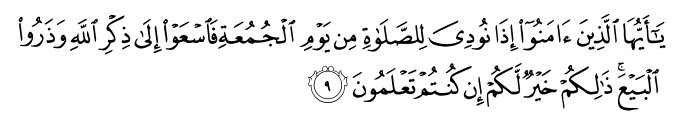 يَـٰٓأَيُّهَا ٱلَّذِينَ ءَامَنُوٓا۟ إِذَا نُودِىَ لِلصَّلَوٰةِ مِن يَوْمِ ٱلْجُمُعَةِ فَٱسْعَوْا۟ إِلَىٰ ذِكْرِ ٱللَّهِ وَذَرُوا۟
ٱلْبَيْعَ ۚ ذَٰلِكُمْ خَيْرٌ لَّكُمْ إِن كُنتُمْ تَعْلَمُونَ ٩